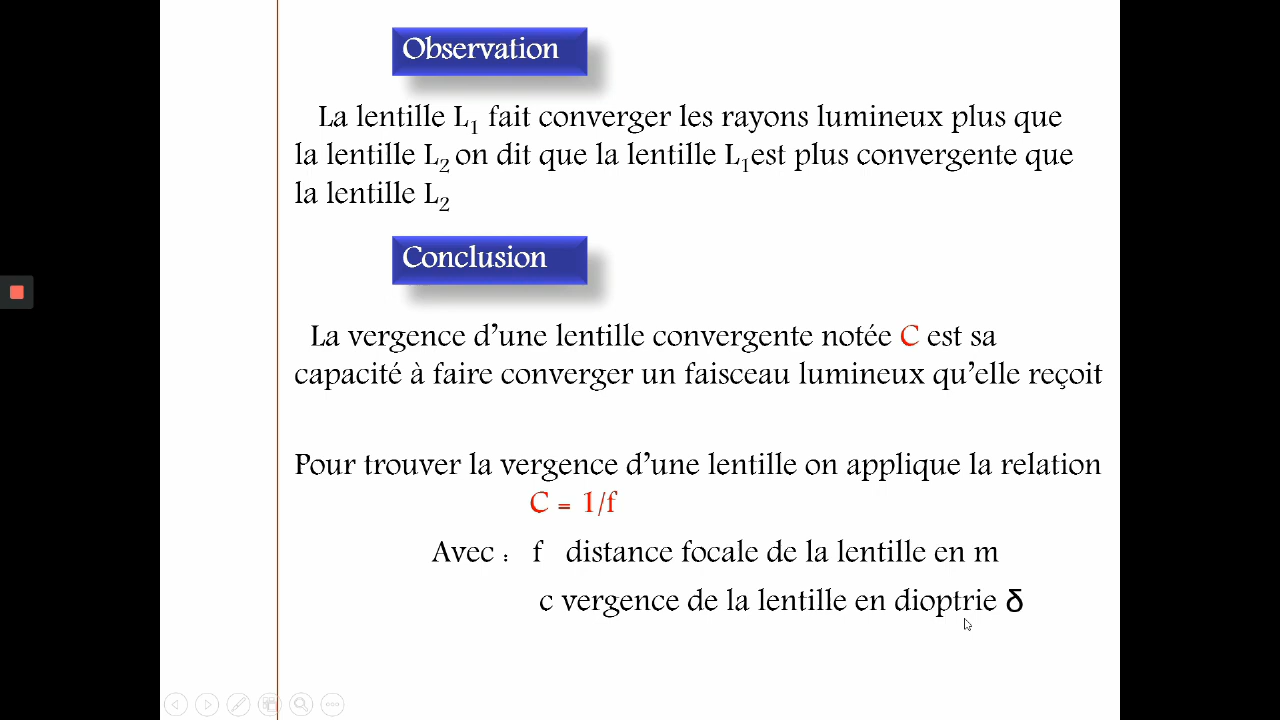 Observation
La lentille L₁ fait converger les rayons lumineux plus que
la lentille L₂ on dit que la lentille L₁est plus convergente que
la lentille L₂
Conclusion
La vergence d’une lentille convergente notée C est sa
capacité à faire converger un faisceau lumineux qu’elle reçoit
Pour trouver la vergence d’une lentille on applique la relation
C = 1/f
Avec : f distance focale de la lentille en m
c vergence de la lentille en dioptrie δ